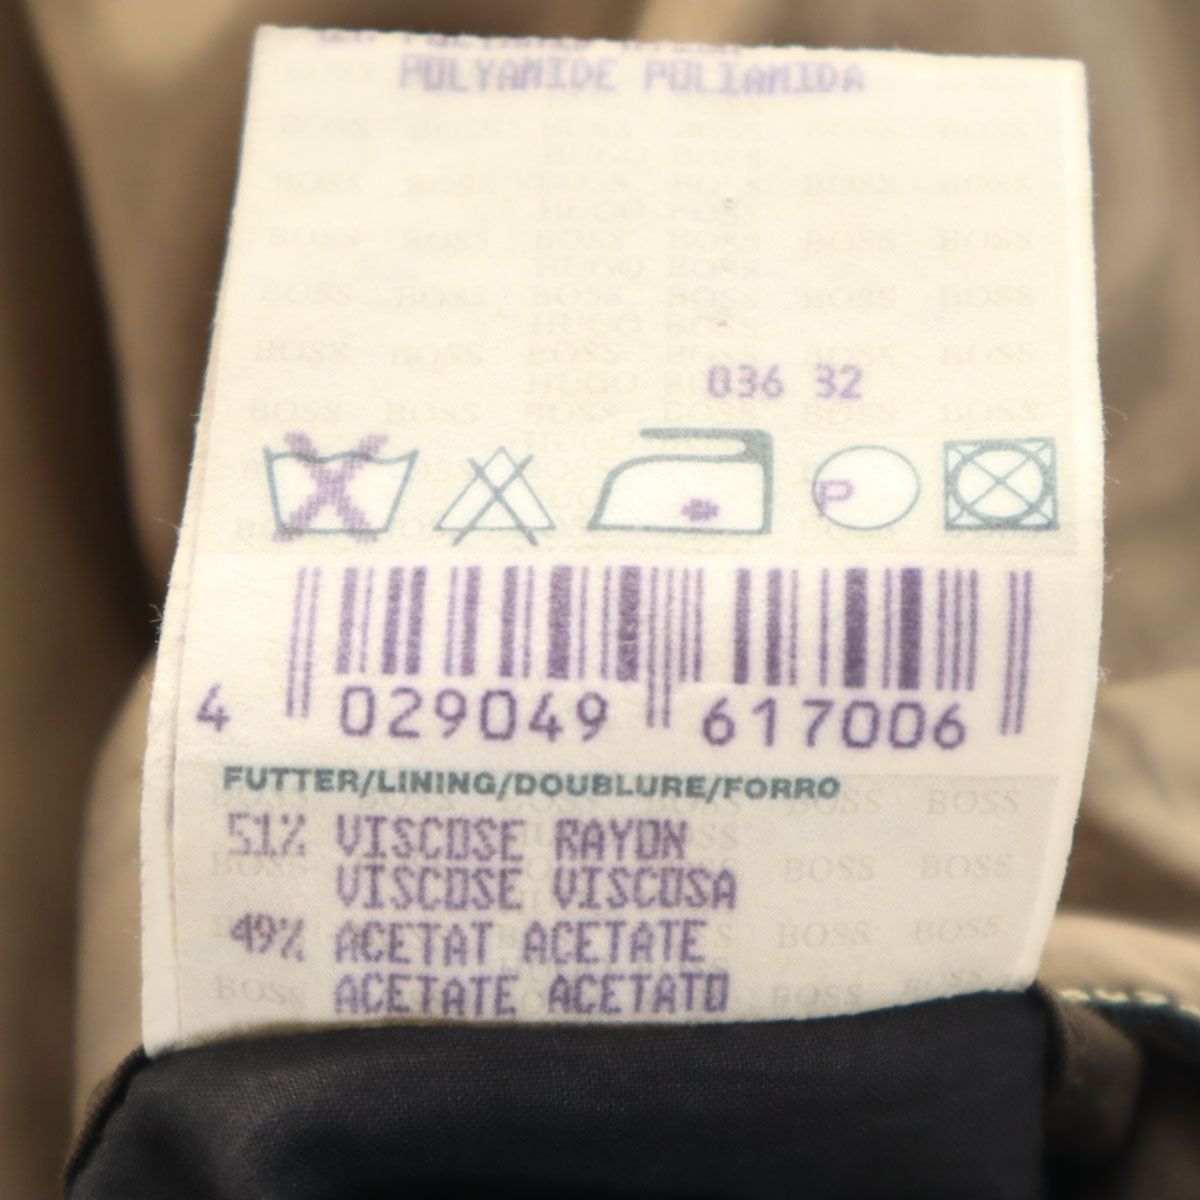 POLYAMIDE POLIAMIDA
036 32
P
4 029049 617006
FUTTER/LINING/DOUBLURE/FORRO
51% VISCOSE RAYON
VISCOSE VISCOSA
49% ACETAT ACETATE
ACETATE ACETATO